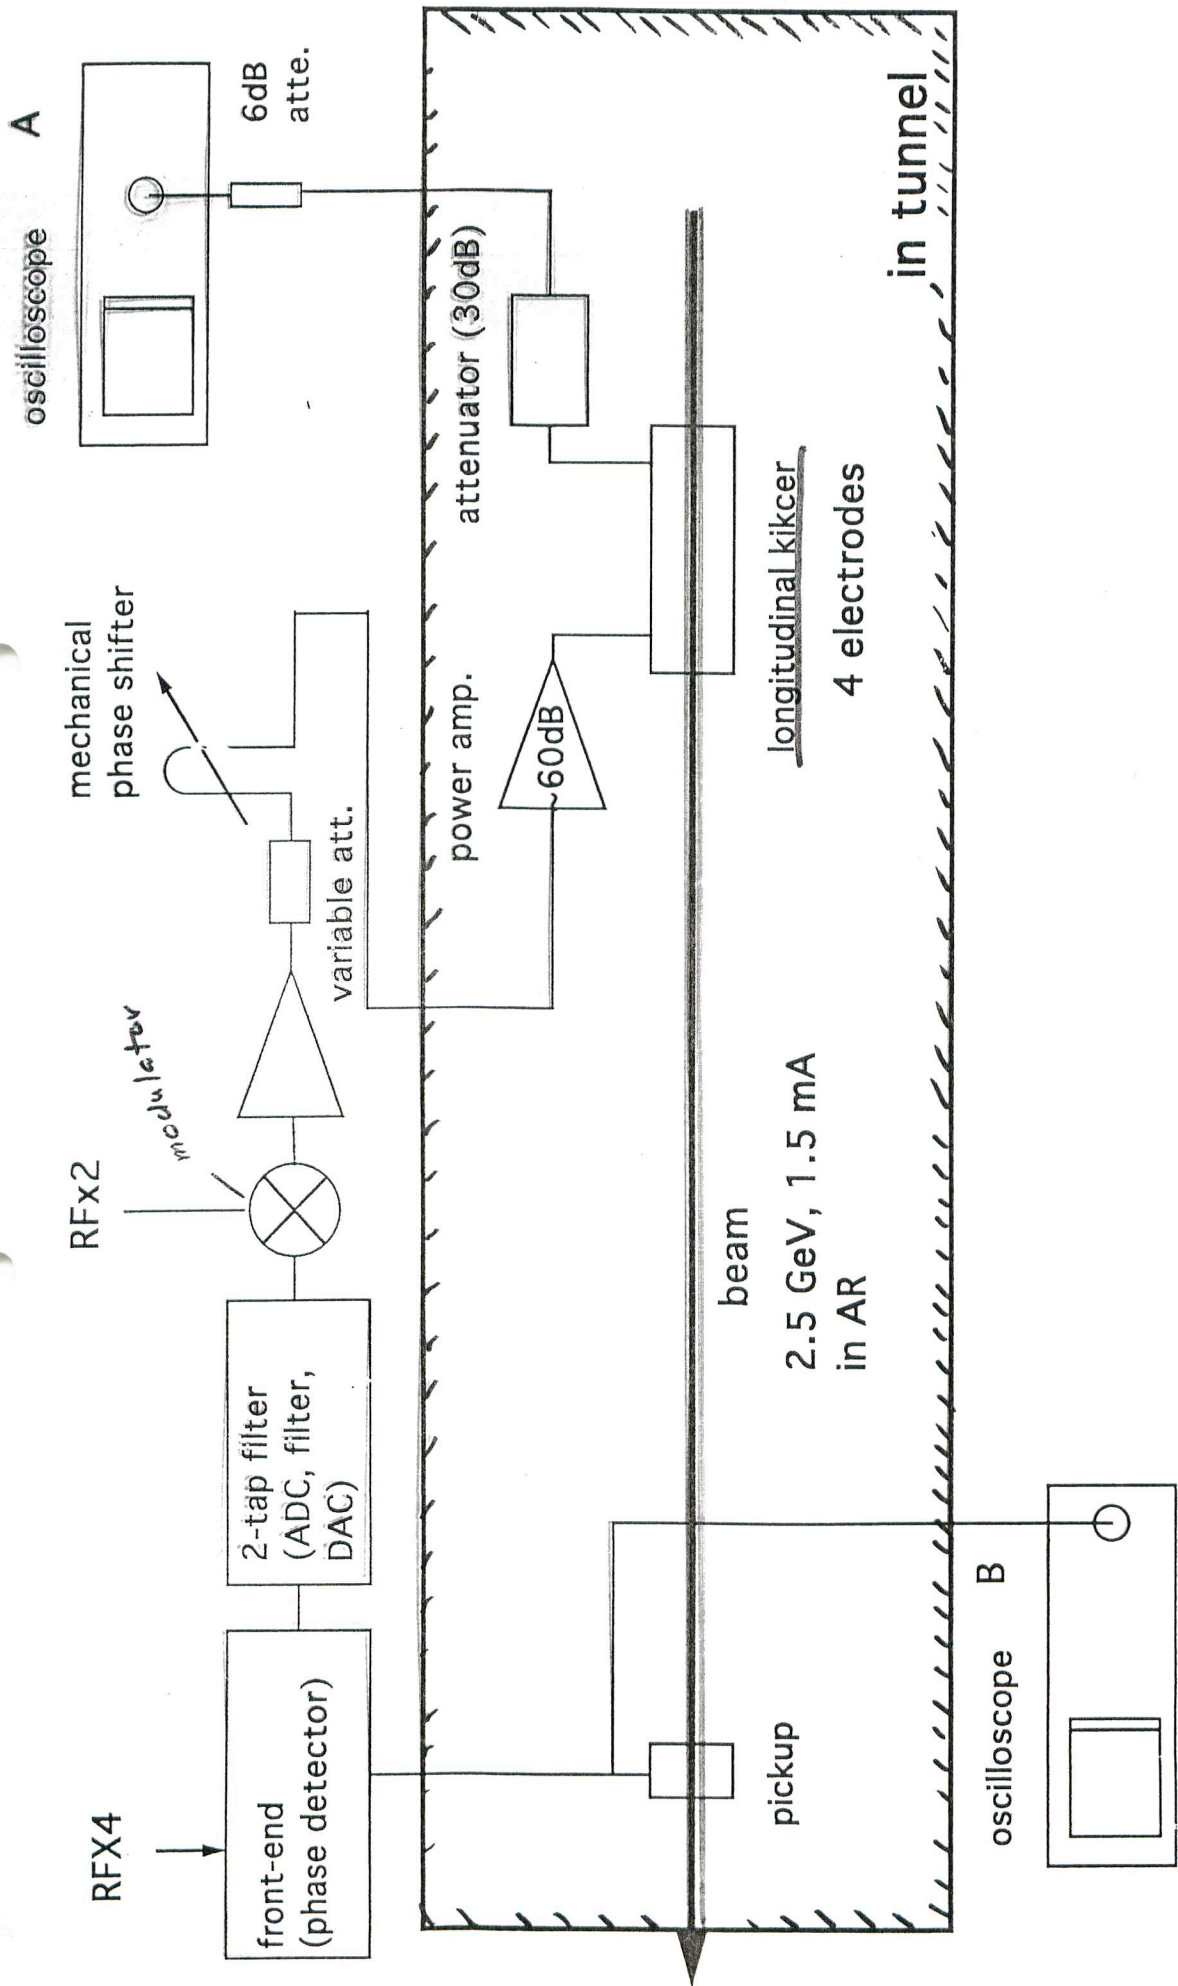 RFX4
front-end
(phase detector)
2-tap filter
(ADC, filter,
DAC)
RFx2
modulator
variable att.
mechanical
phase shifter
oscilloscope
A
6dB
atte.
power amp.
~60dB
attenuator (30dB)
longitudinal kikcer
4 electrodes
beam
2.5 GeV, 1.5 mA
in AR
pickup
in tunnel
oscilloscope
B